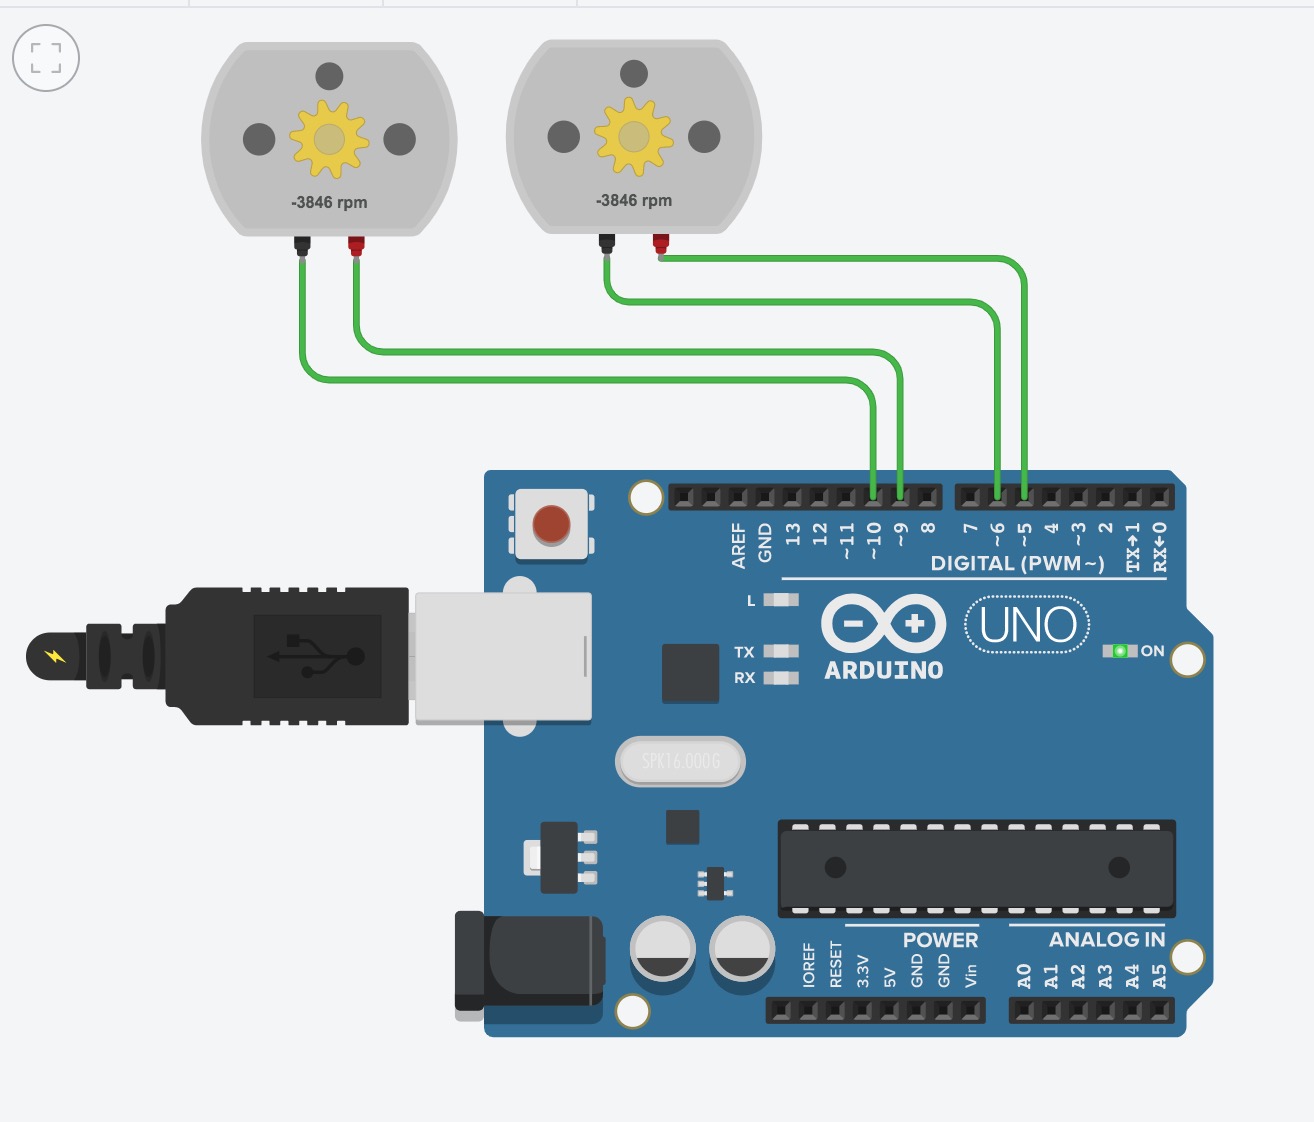 -3846 rpm
-3846 rpm
AREF
GND
13
12
~11
~10
~9
8
7
~6
~5
4
~3
2
TX→1
RX←0
DIGITAL (PWM~)
L
TX
RX
ARDUINO
UNO
ON
SPK16.000G
POWER
ANALOG IN
IOREF
RESET
3.3V
5V
GND
GND
Vin
A0
A1
A2
A3
A4
A5